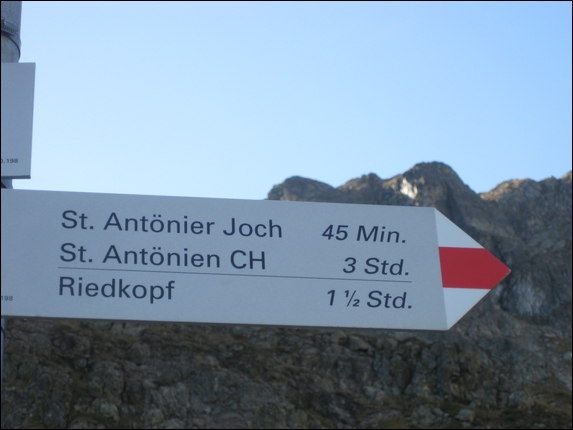 St. Antönier Joch 45 Min.
St. Antönien CH 3 Std.
Riedkopf 1 ½ Std.